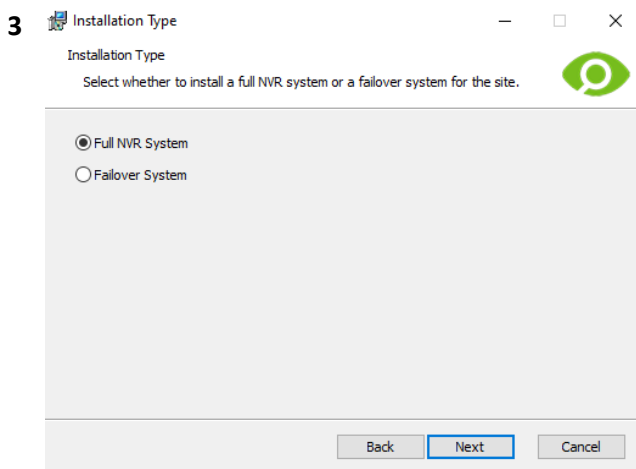 3 Installation Type
Installation Type
Select whether to install a full NVR system or a failover system for the site.
Full NVR System
Failover System
Back Next Cancel